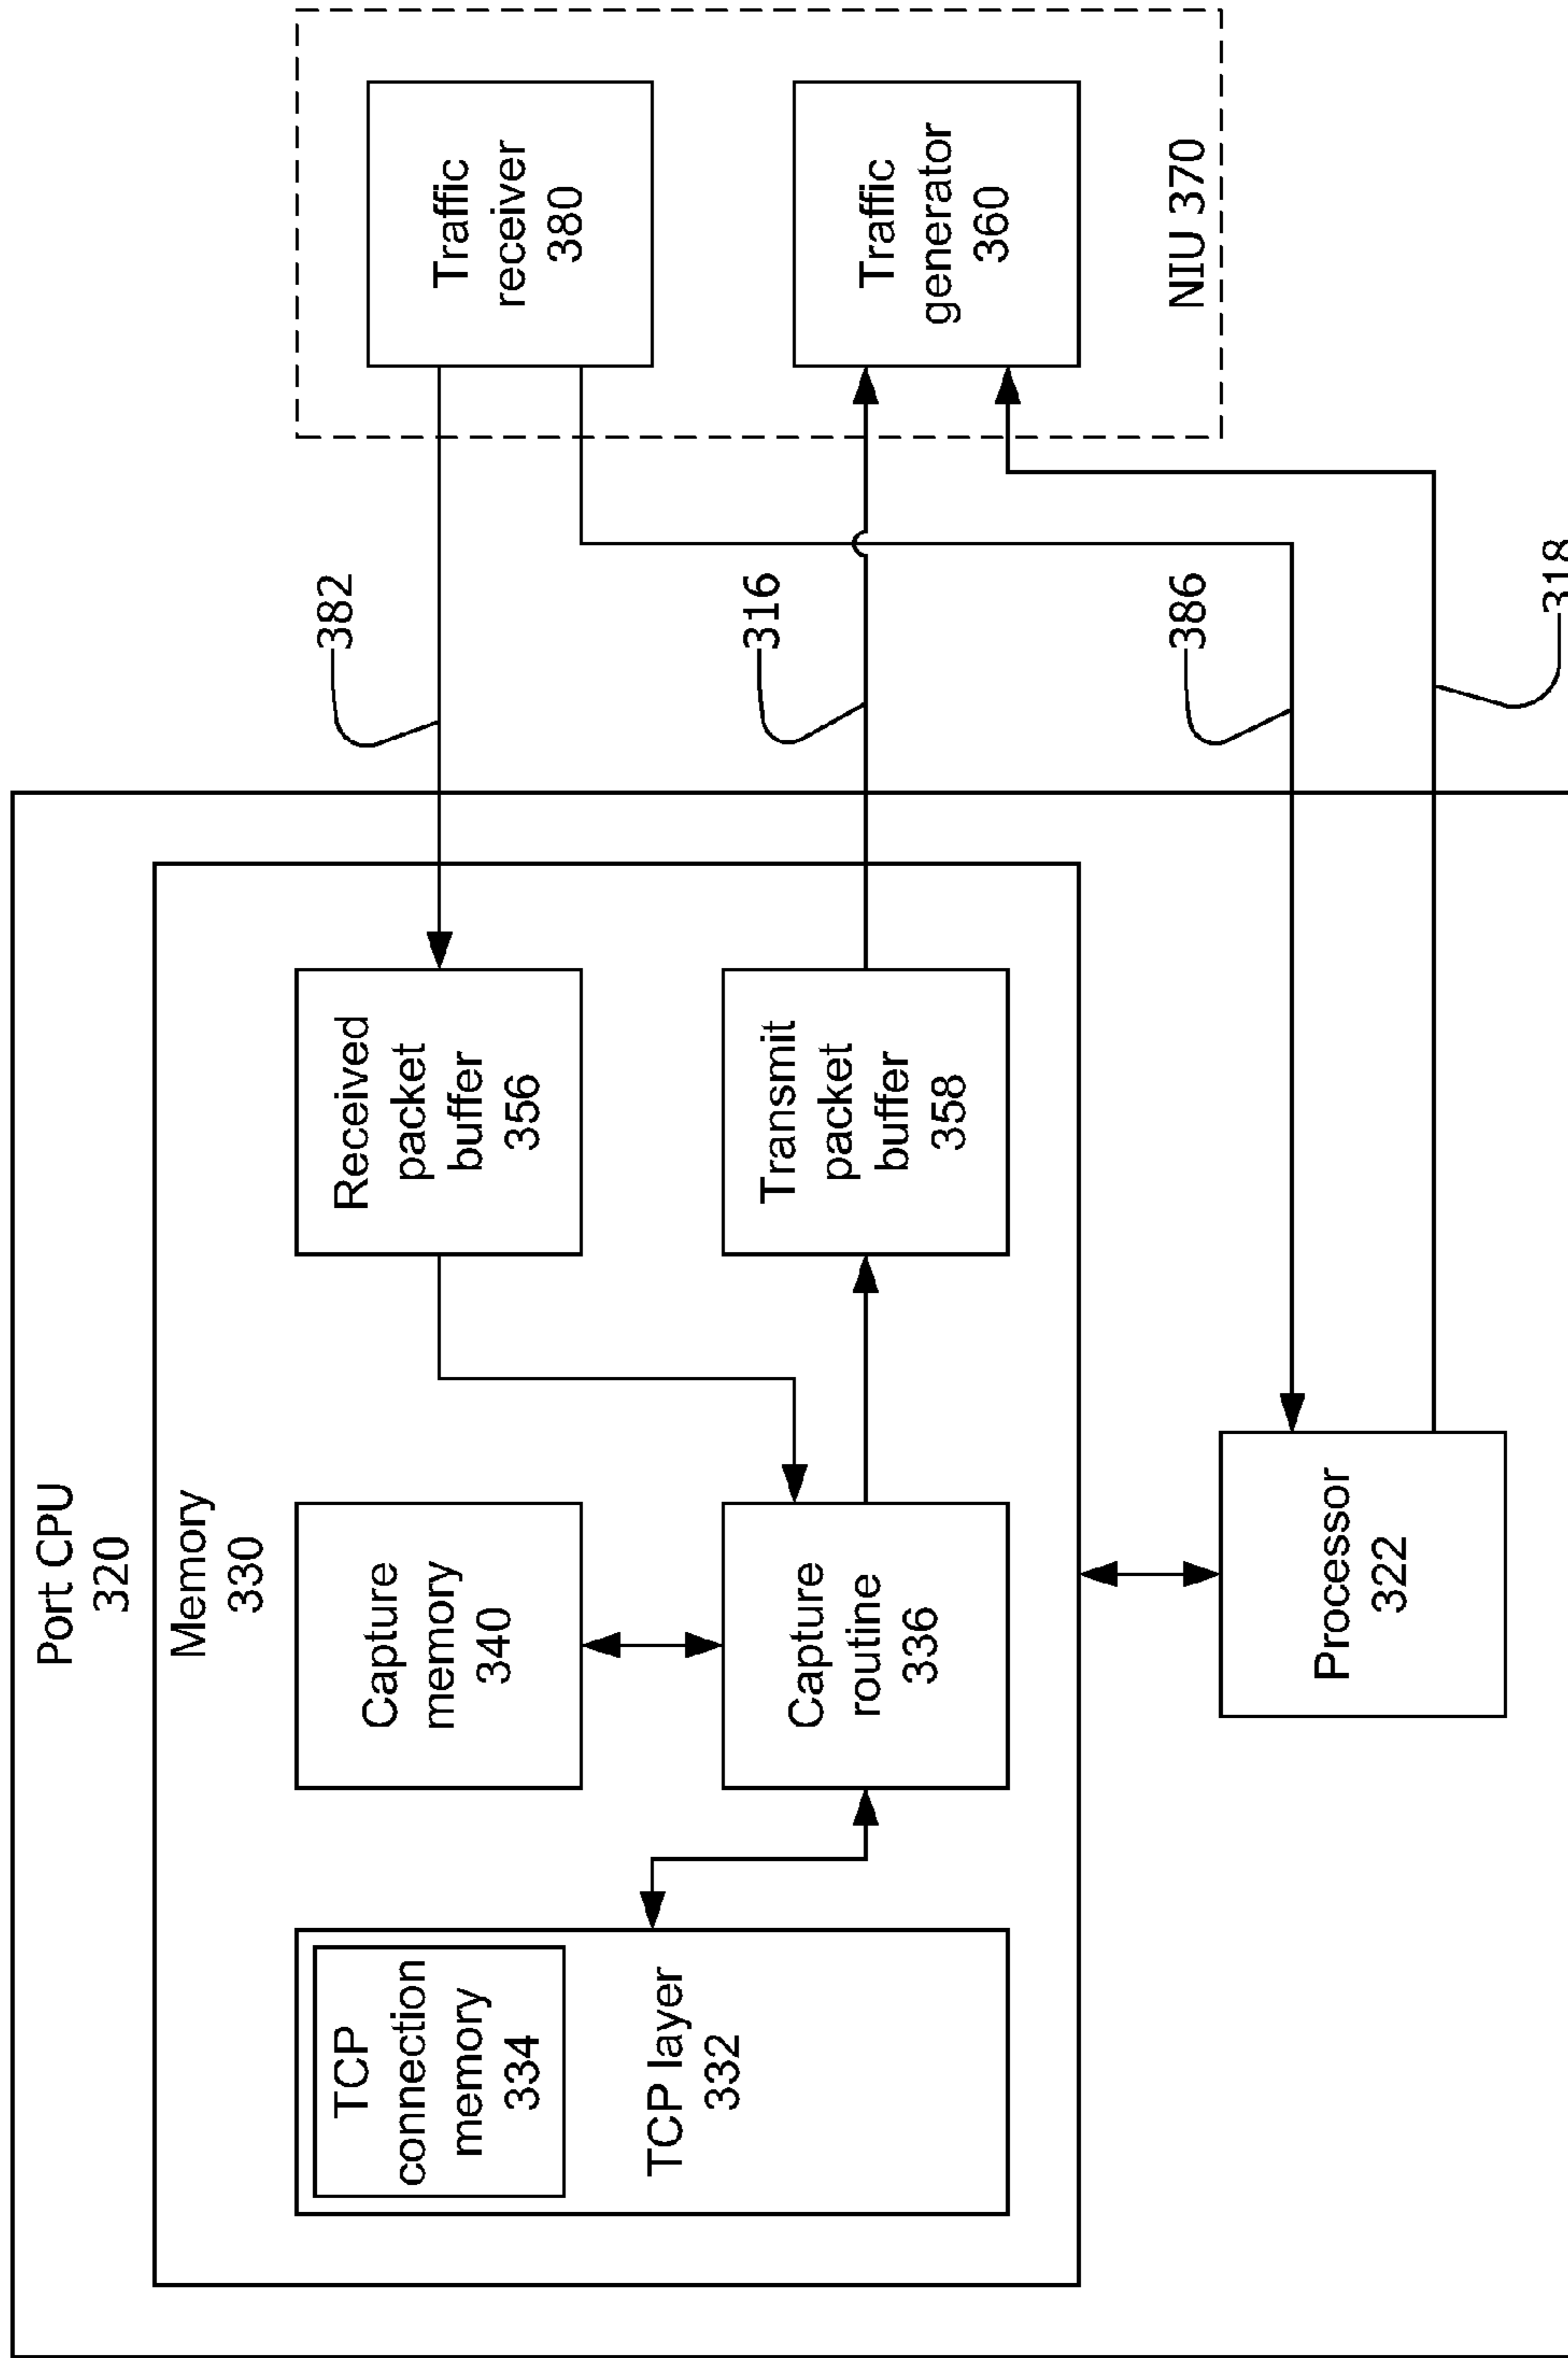 Port CPU
320
Memory
330
TCP
connection
memory
334
TCP layer
332
Capture
memory
340
Capture
routine
336
Received
packet
buffer
356
Transmit
packet
buffer
358
Processor
322
382
316
386
318
Traffic
receiver
380
Traffic
generator
360
NIU 370